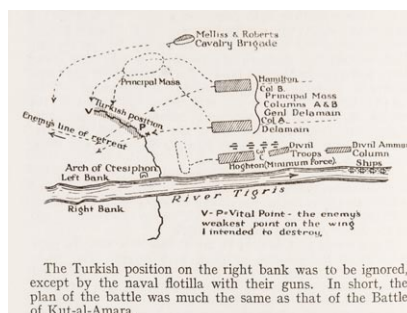 Melliss & Roberts
Cavalry Brigade
Principal Mass
Hamilton
Col B.
Principal Mass
Columns A & B
Genl Delamain
Col A.
Delamain
Turkish position
V
P
Enemy's line of retreat
Divnl Troops
Divnl Ammn Column
Hoghton (Minimum force).
Ships
Arch of Ctesiphon
Left Bank
River Tigris
Right Bank
V-P=Vital Point - the enemy's
weakest point on the wing
I intended to destroy.
The Turkish position on the right bank was to be ignored,
except by the naval flotilla with their guns. In short, the
plan of the battle was much the same as that of the Battle
of Kut-al-Amara